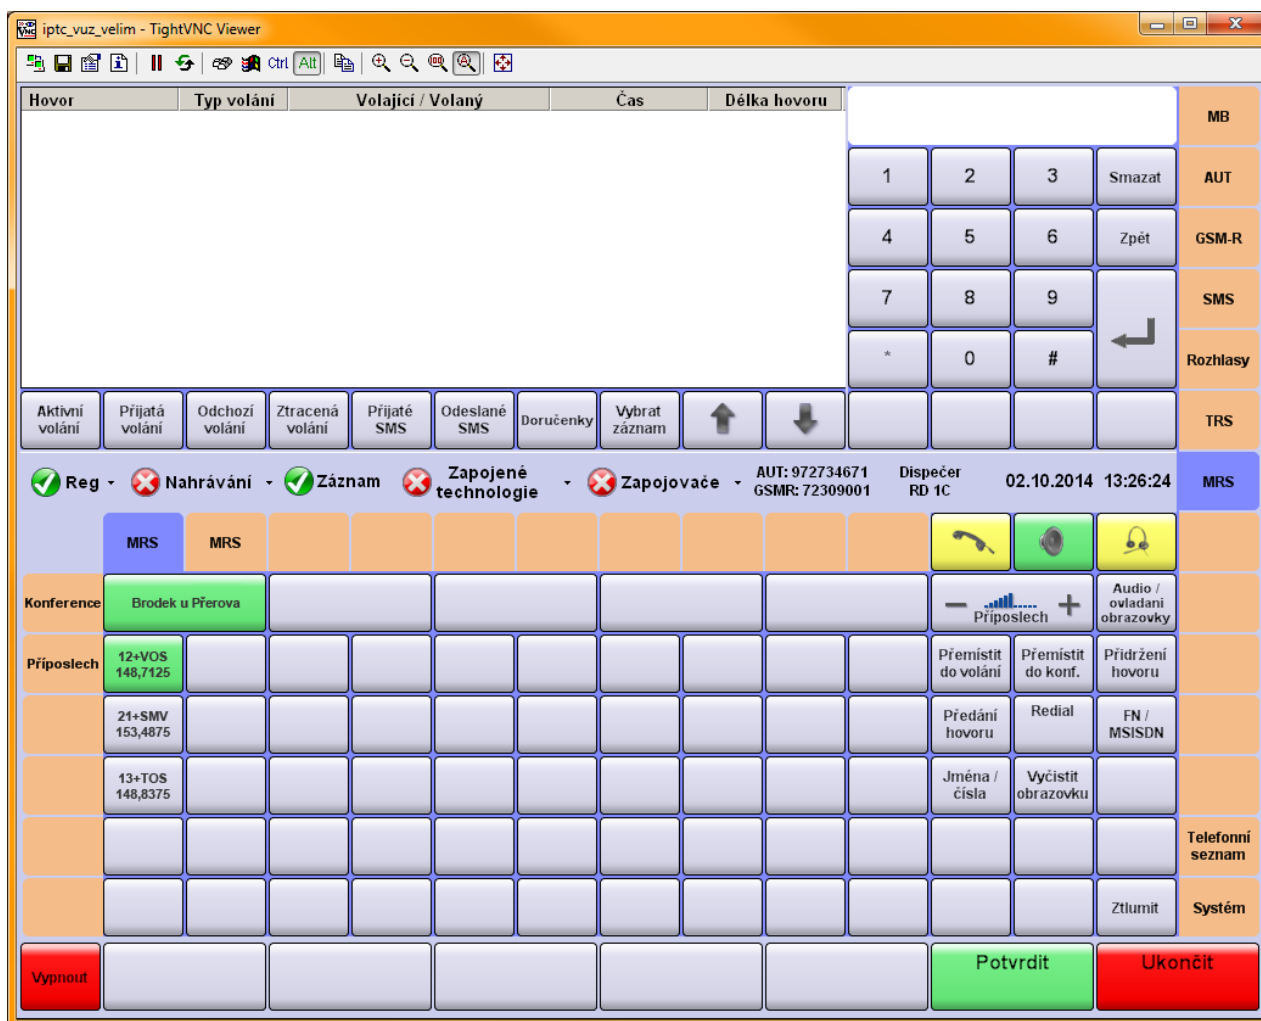 iptc_vuz_velim - TightVNC Viewer
Ctrl Alt
Hovor Typ volání Volající / Volaný Čas Délka hovoru
MB
1 2 3 Smazat AUT
4 5 6 Zpět GSM-R
7 8 9 SMS
* 0 # Rozhlasy
Aktivní volání
Přijatá volání
Odchozí volání
Ztracená volání
Přijaté SMS
Odeslané SMS
Doručenky
Vybrat záznam
TRS
Reg
Nahrávání
Záznam
Zapojené technologie
Zapojovače
AUT: 972734671
GSMR: 72309001
Dispečer
RD 1C
02.10.2014 13:26:24
MRS
MRS MRS
Konference
Brodek u Přerova
Příposlech
Audio / ovladani obrazovky
Příposlech
12+VOS
148,7125
Přemístit do volání
Přemístit do konf.
Přidržení hovoru
21+SMV
153,4875
Předání hovoru
Redial
FN / MSISDN
13+TOS
148,8375
Jména / čísla
Vyčistit obrazovku
Telefonní seznam
Ztlumit
Systém
Vypnout
Potvrdit
Ukončit